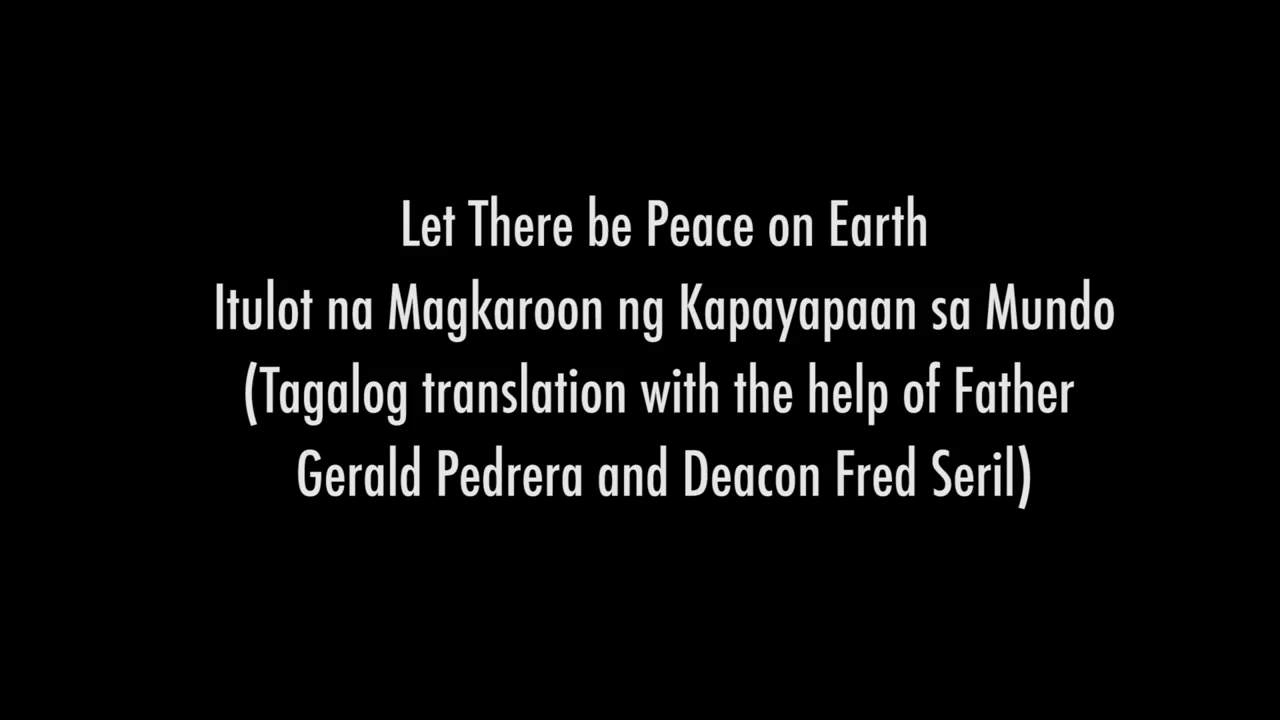 Let There be Peace on Earth
Itulot na Magkaroon ng Kapayapaan sa Mundo
(Tagalog translation with the help of Father
Gerald Pedrera and Deacon Fred Seril)